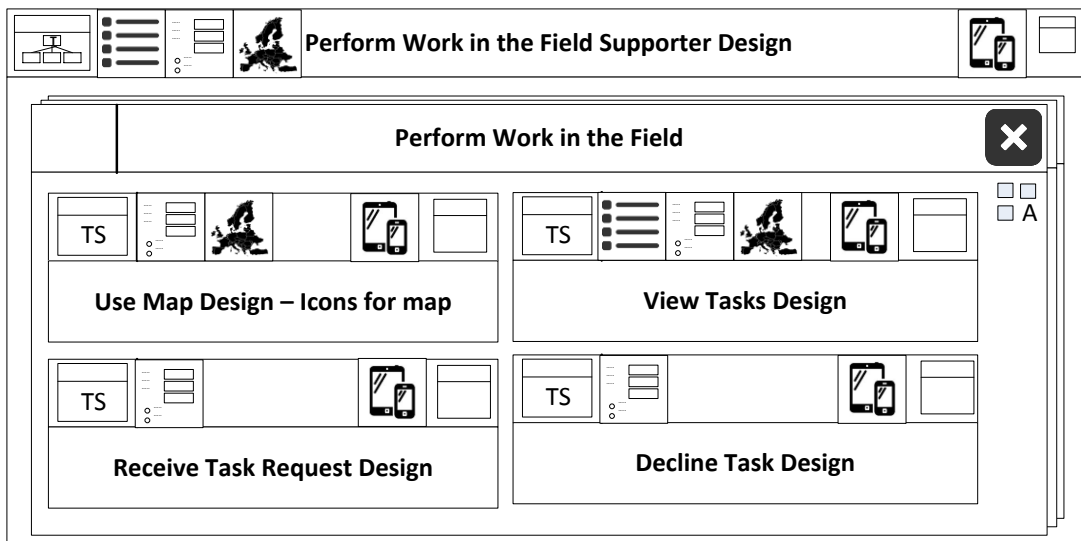 T
Perform Work in the Field Supporter Design
Perform Work in the Field
A
TS
TS
Use Map Design – Icons for map
View Tasks Design
TS
TS
Receive Task Request Design
Decline Task Design